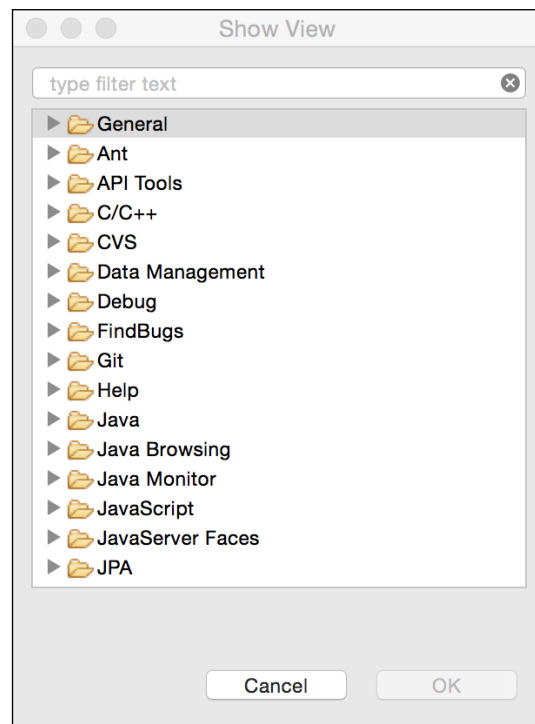 Show View
type filter text
General
Ant
API Tools
C/C++
CVS
Data Management
Debug
FindBugs
Git
Help
Java
Java Browsing
Java Monitor
JavaScript
JavaServer Faces
JPA
Cancel OK